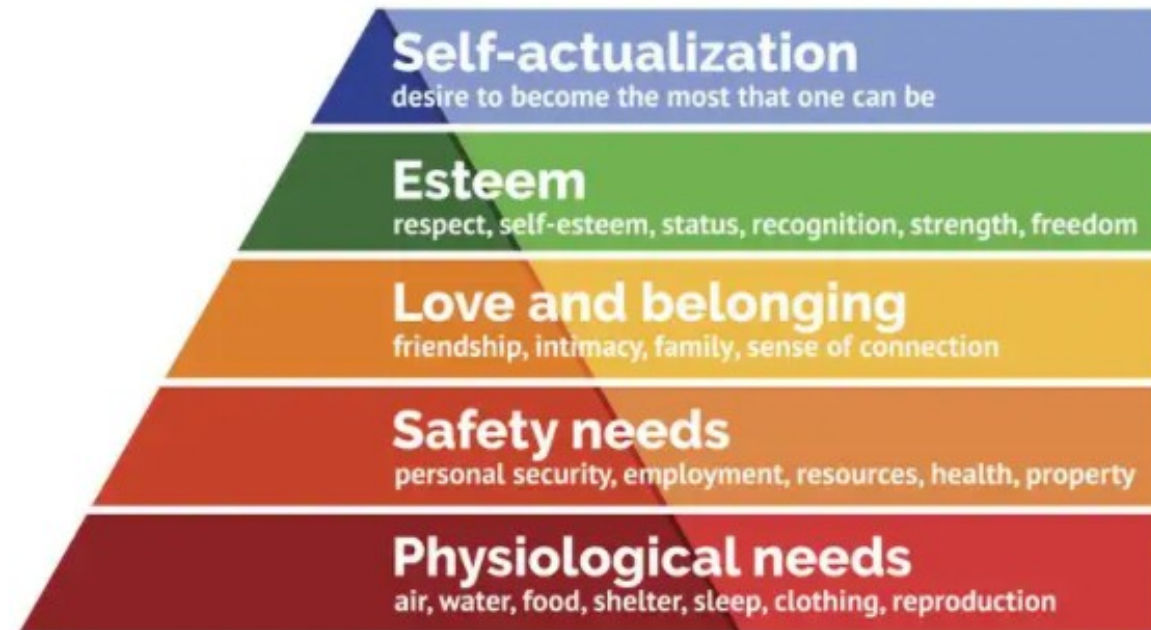 Self-actualization
desire to become the most that one can be
Esteem
respect, self-esteem, status, recognition, strength, freedom
Love and belonging
friendship, intimacy, family, sense of connection
Safety needs
personal security, employment, resources, health, property
Physiological needs
air, water, food, shelter, sleep, clothing, reproduction